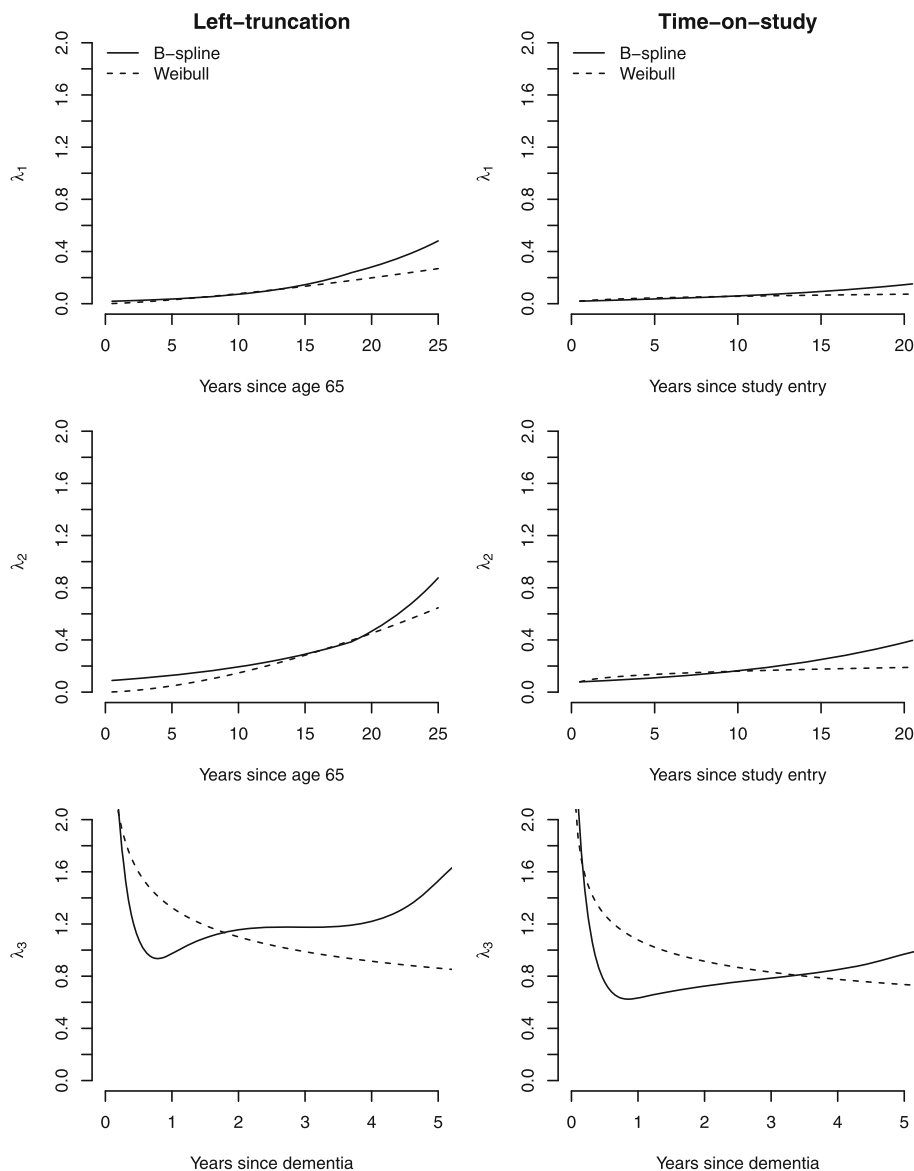 Left−truncation
Time−on−study
B−spline
Weibull
λ1
0.0 0.4 0.8 1.2 1.6 2.0
0 5 10 15 20 25
Years since age 65
B−spline
Weibull
λ1
0.0 0.4 0.8 1.2 1.6 2.0
0 5 10 15 20
Years since study entry
λ2
0.0 0.4 0.8 1.2 1.6 2.0
0 5 10 15 20 25
Years since age 65
λ2
0.0 0.4 0.8 1.2 1.6 2.0
0 5 10 15 20
Years since study entry
λ3
0.0 0.4 0.8 1.2 1.6 2.0
0 1 2 3 4 5
Years since dementia
λ3
0.0 0.4 0.8 1.2 1.6 2.0
0 1 2 3 4 5
Years since dementia